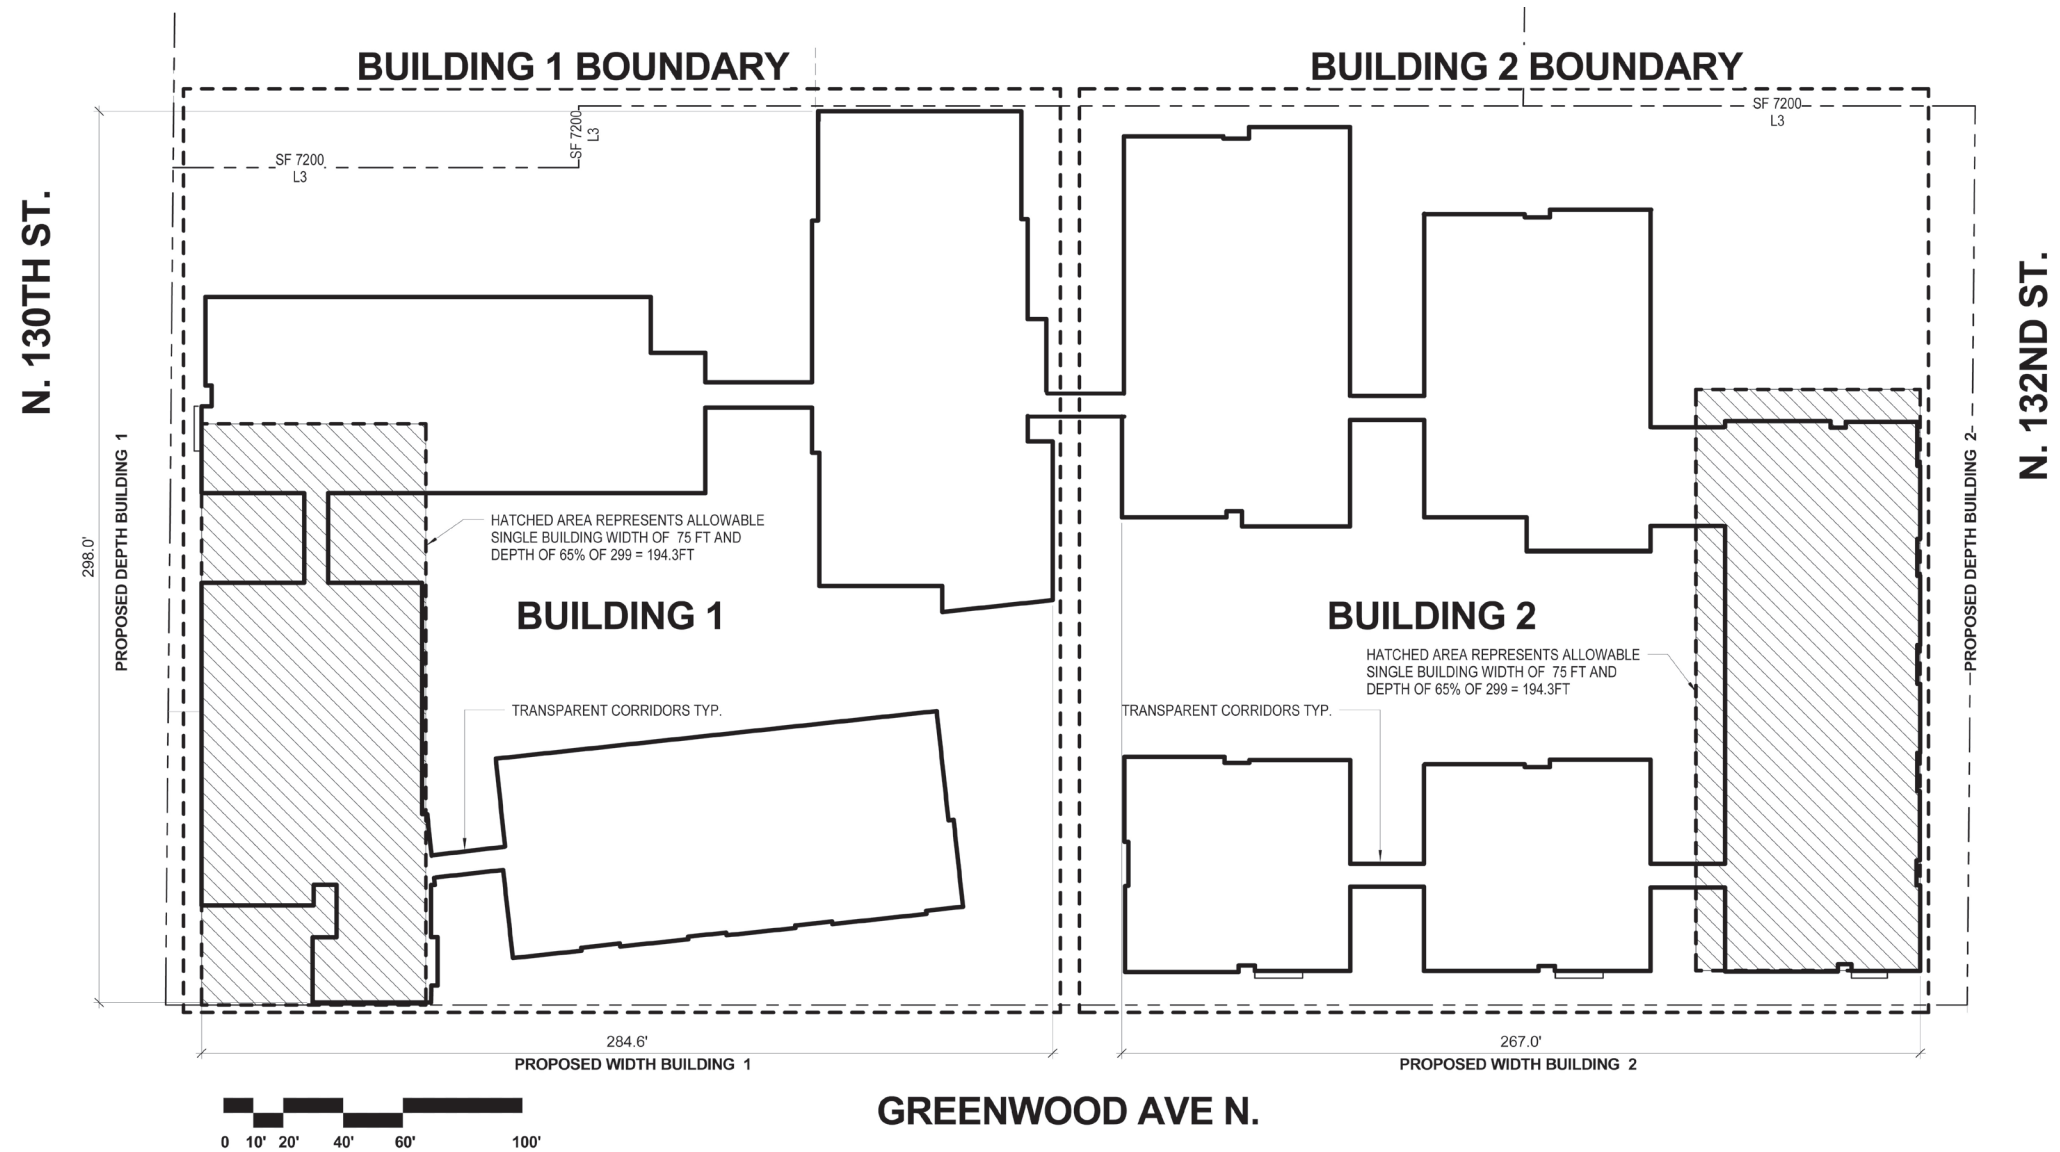 BUILDING 1 BOUNDARY
BUILDING 2 BOUNDARY
SF 7200
L3
SF 7200
L3
SF 7200
L3
N. 130TH ST.
N. 132ND ST.
298.0'
PROPOSED DEPTH BUILDING 1
PROPOSED DEPTH BUILDING 2
HATCHED AREA REPRESENTS ALLOWABLE
SINGLE BUILDING WIDTH OF 75 FT AND
DEPTH OF 65% OF 299 = 194.3FT
BUILDING 1
BUILDING 2
HATCHED AREA REPRESENTS ALLOWABLE
SINGLE BUILDING WIDTH OF 75 FT AND
DEPTH OF 65% OF 299 = 194.3FT
TRANSPARENT CORRIDORS TYP.
TRANSPARENT CORRIDORS TYP.
284.6'
PROPOSED WIDTH BUILDING 1
267.0'
PROPOSED WIDTH BUILDING 2
GREENWOOD AVE N.
0 10' 20' 40' 60' 100'